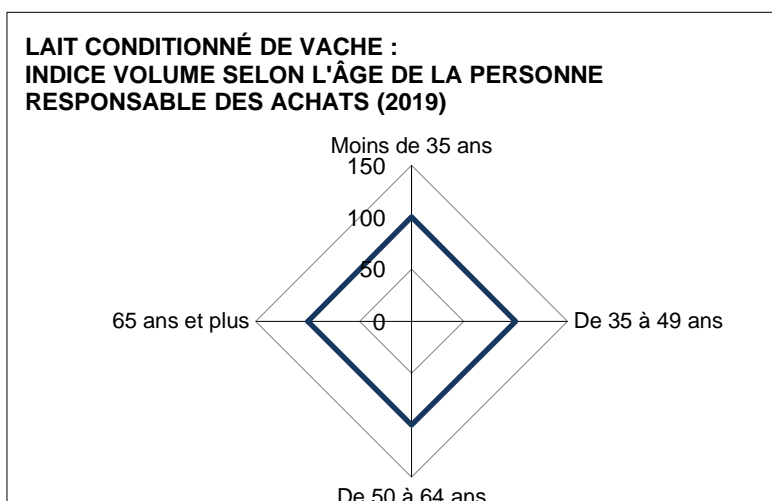 LAIT CONDITIONNÉ DE VACHE :
INDICE VOLUME SELON L'ÂGE DE LA PERSONNE
RESPONSABLE DES ACHATS (2019)
Moins de 35 ans
150
100
50
65 ans et plus
0
De 35 à 49 ans
De 50 à 64 ans